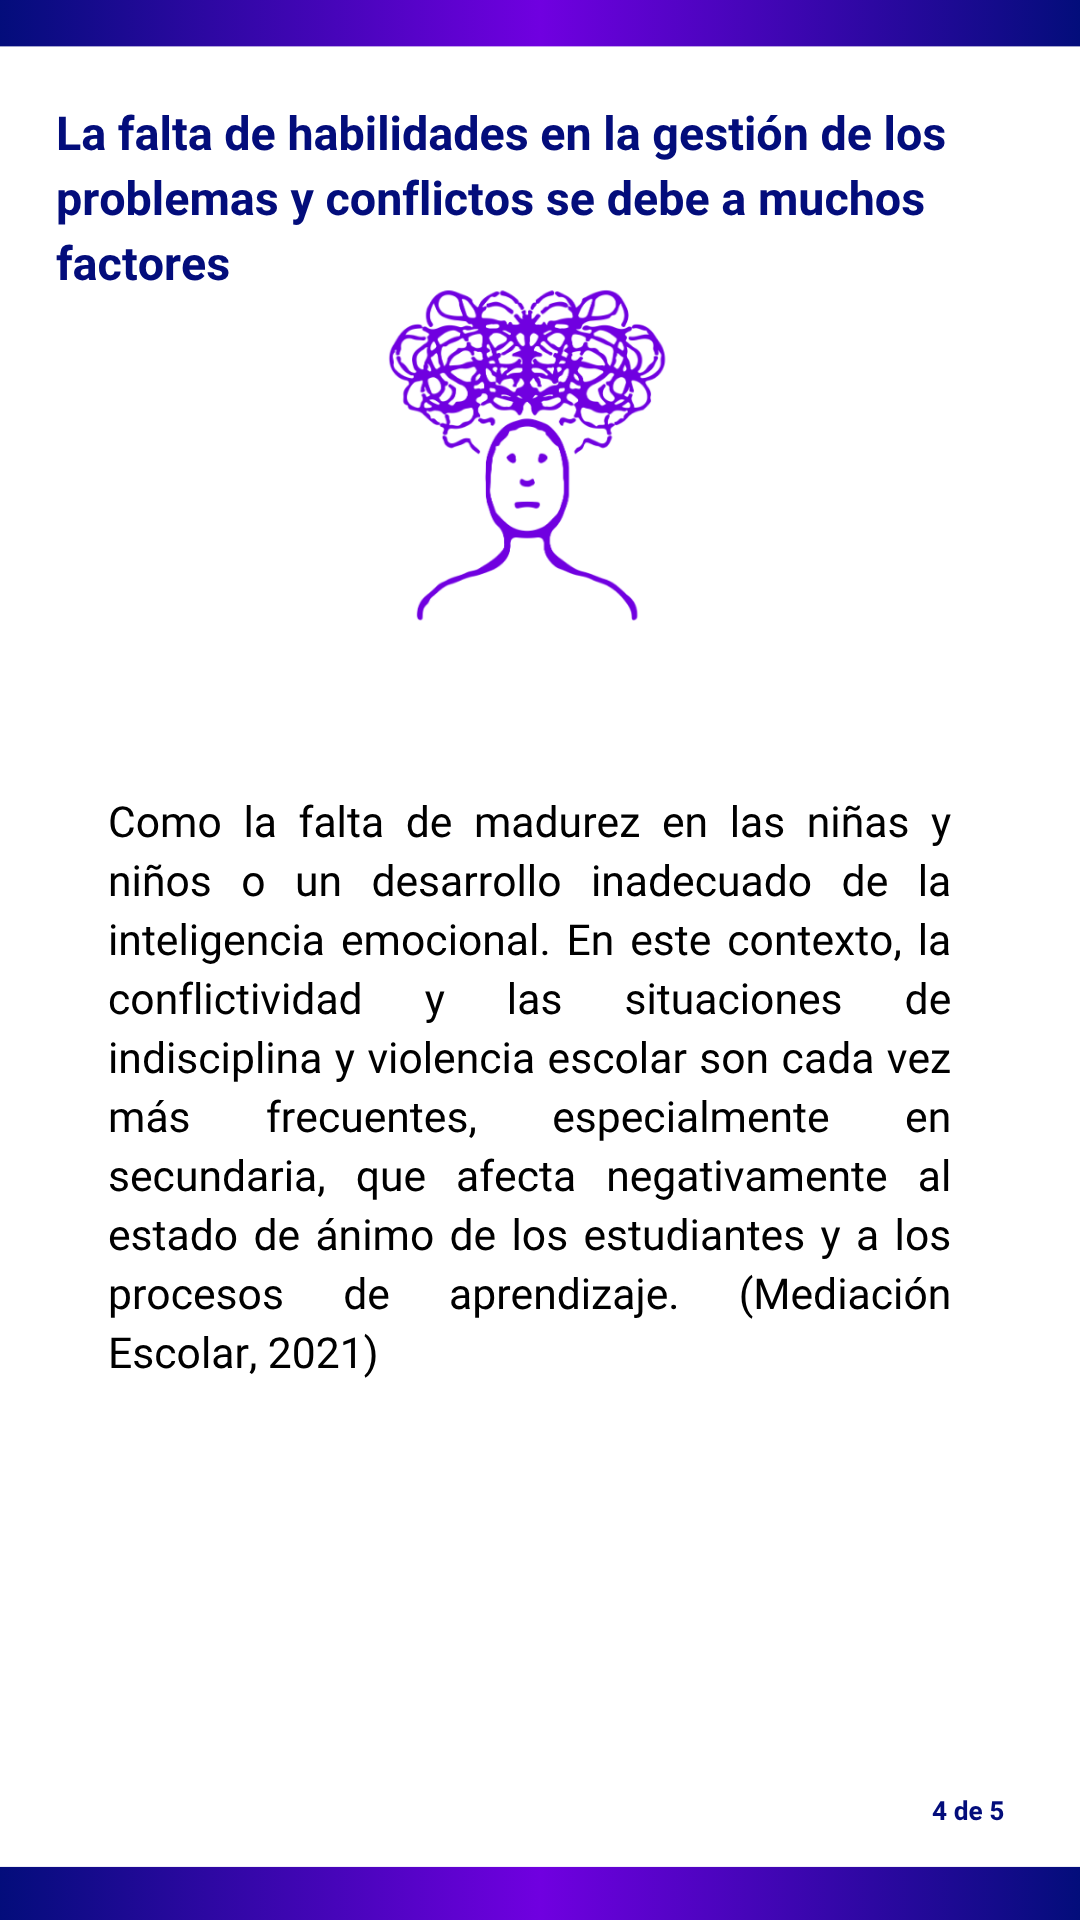 La falta de habilidades en la gestión de los
problemas y conflictos se debe a muchos
factores
Como la falta de madurez en las niñas y
niños o un desarrollo inadecuado de la
inteligencia emocional. En este contexto, la
conflictividad y las situaciones de
indisciplina y violencia escolar son cada vez
más frecuentes, especialmente en
secundaria, que afecta negativamente al
estado de ánimo de los estudiantes y a los
procesos de aprendizaje. (Mediación
Escolar, 2021)
4 de 5